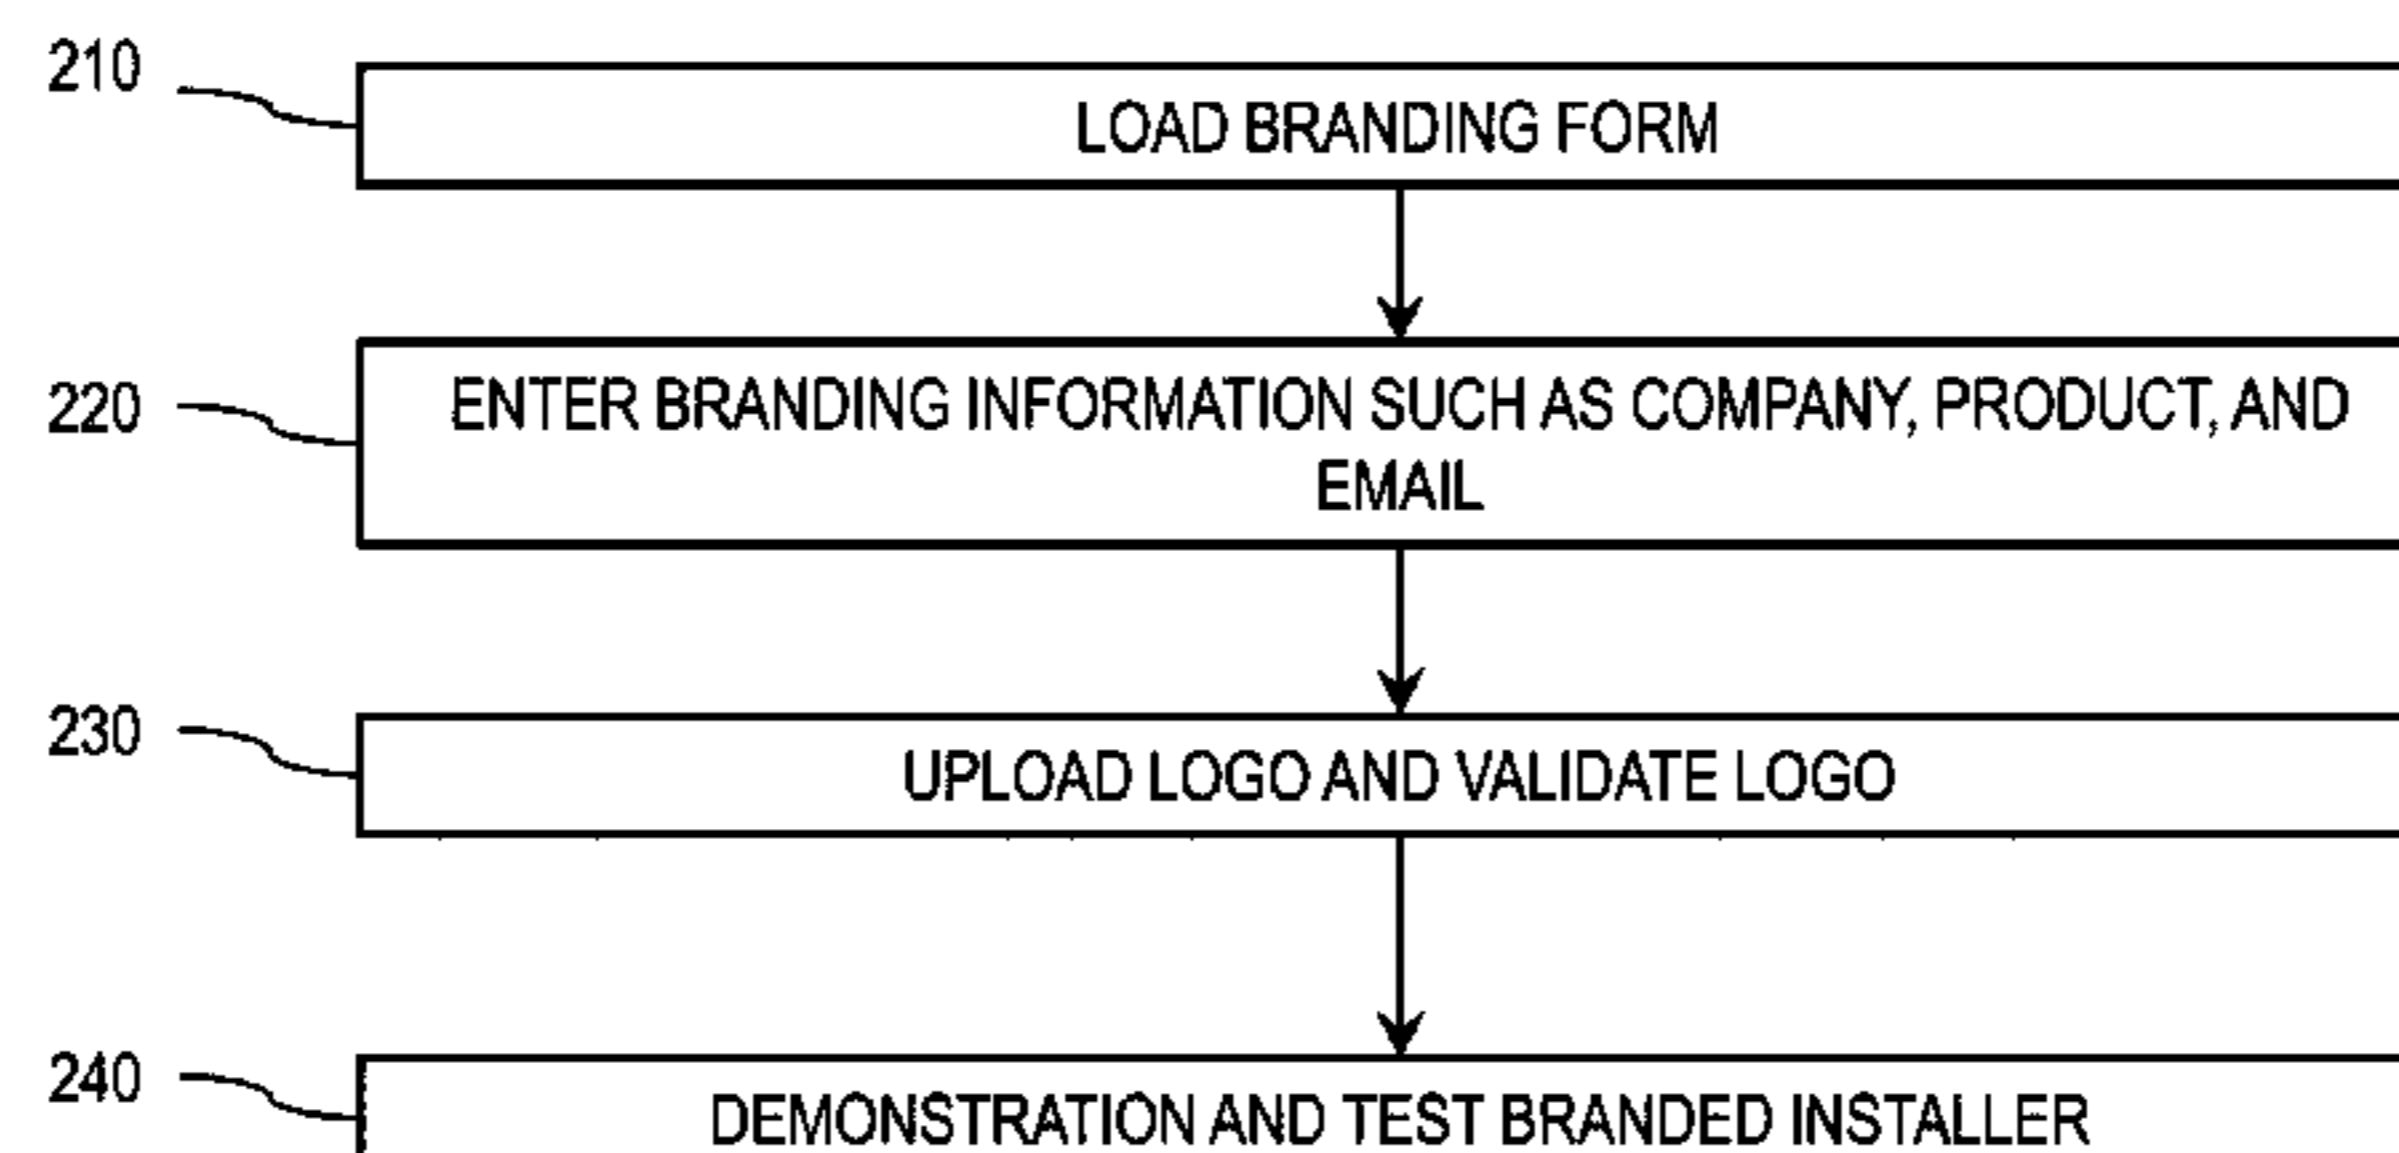 210
LOAD BRANDING FORM
220
ENTER BRANDING INFORMATION SUCH AS COMPANY, PRODUCT, AND
EMAIL
230
UPLOAD LOGO AND VALIDATE LOGO
240
DEMONSTRATION AND TEST BRANDED INSTALLER